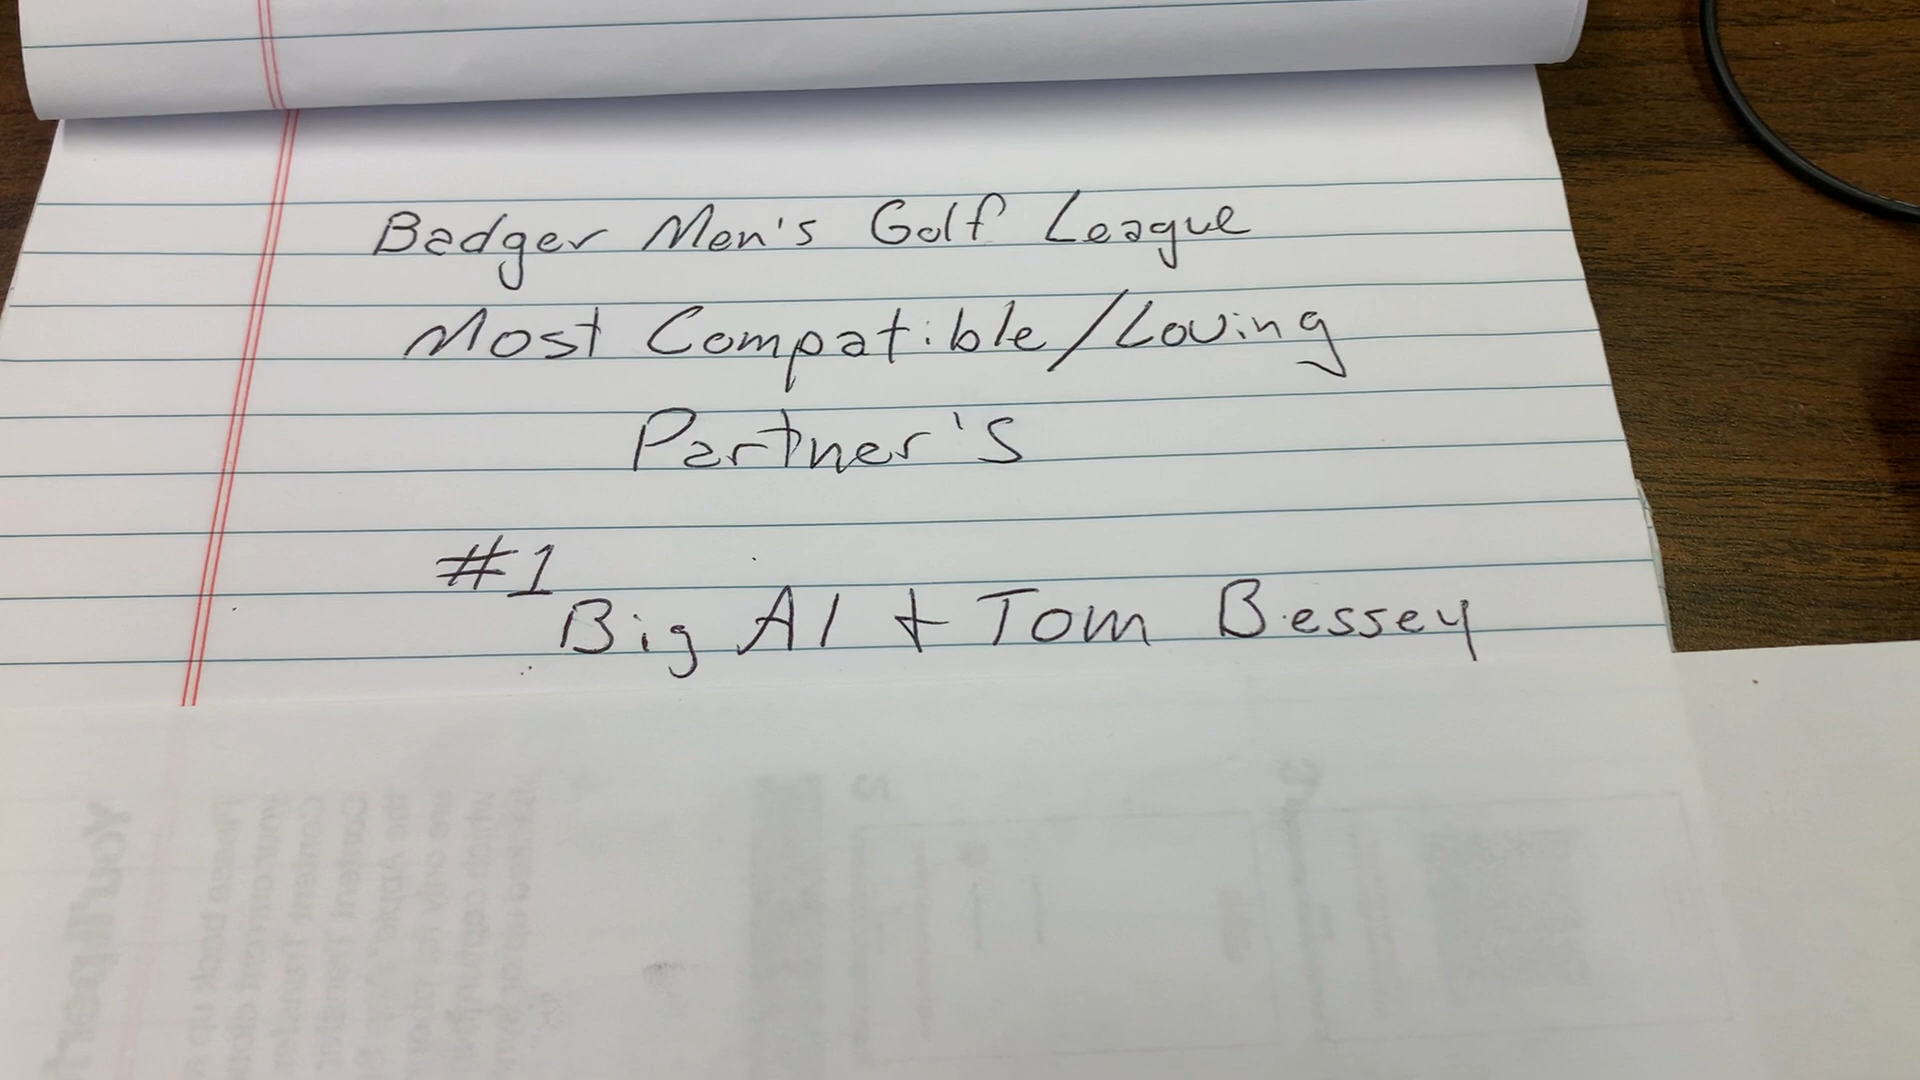 Badger Men's Golf League
Most Compatible/Loving
Partner's
#1
Big Al + Tom Bessey